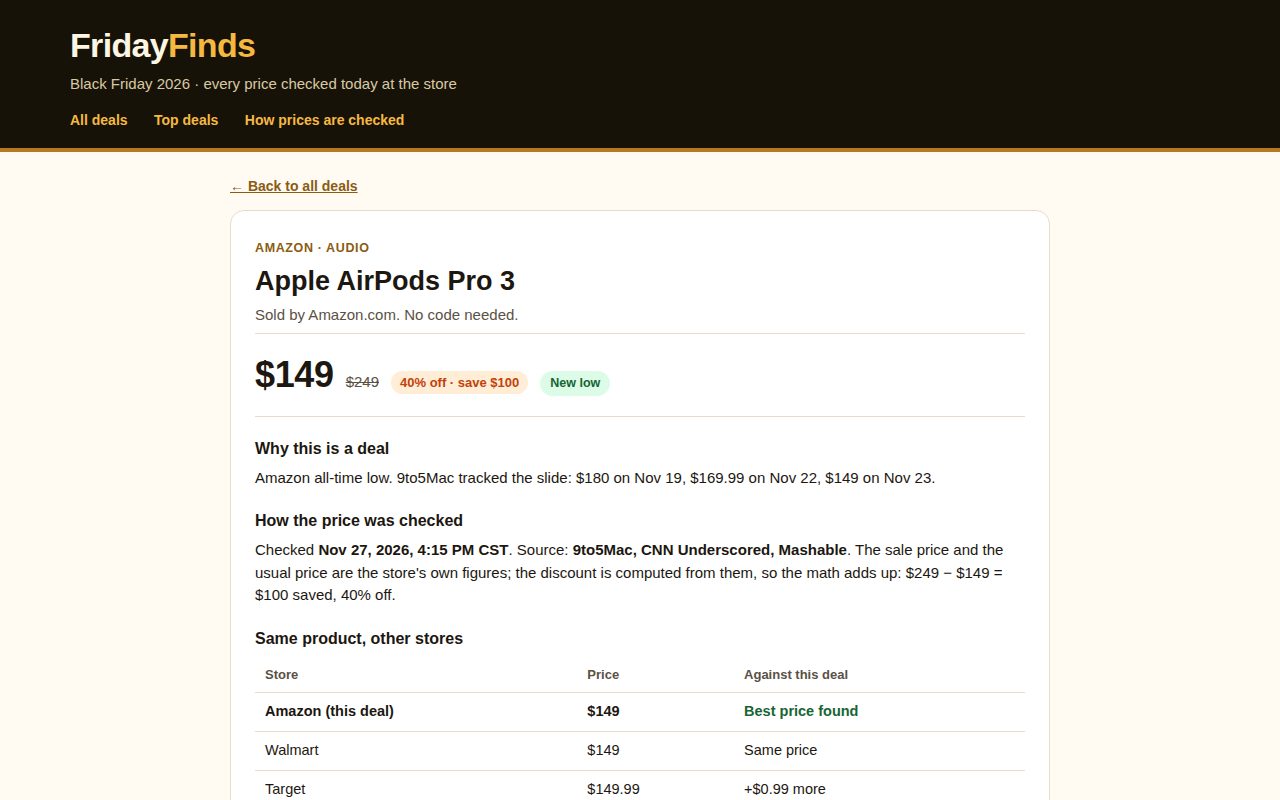 FridayFinds
Black Friday 2026 · every price checked today at the store
All deals Top deals How prices are checked
← Back to all deals
AMAZON · AUDIO
Apple AirPods Pro 3
Sold by Amazon.com. No code needed.
$149 $249 40% off · save $100 New low
Why this is a deal
Amazon all-time low. 9to5Mac tracked the slide: $180 on Nov 19, $169.99 on Nov 22, $149 on Nov 23.
How the price was checked
Checked Nov 27, 2026, 4:15 PM CST. Source: 9to5Mac, CNN Underscored, Mashable. The sale price and the
usual price are the store's own figures; the discount is computed from them, so the math adds up: $249 − $149 =
$100 saved, 40% off.
Same product, other stores
Store Price Against this deal
Amazon (this deal) $149 Best price found
Walmart $149 Same price
Target $149.99 +$0.99 more